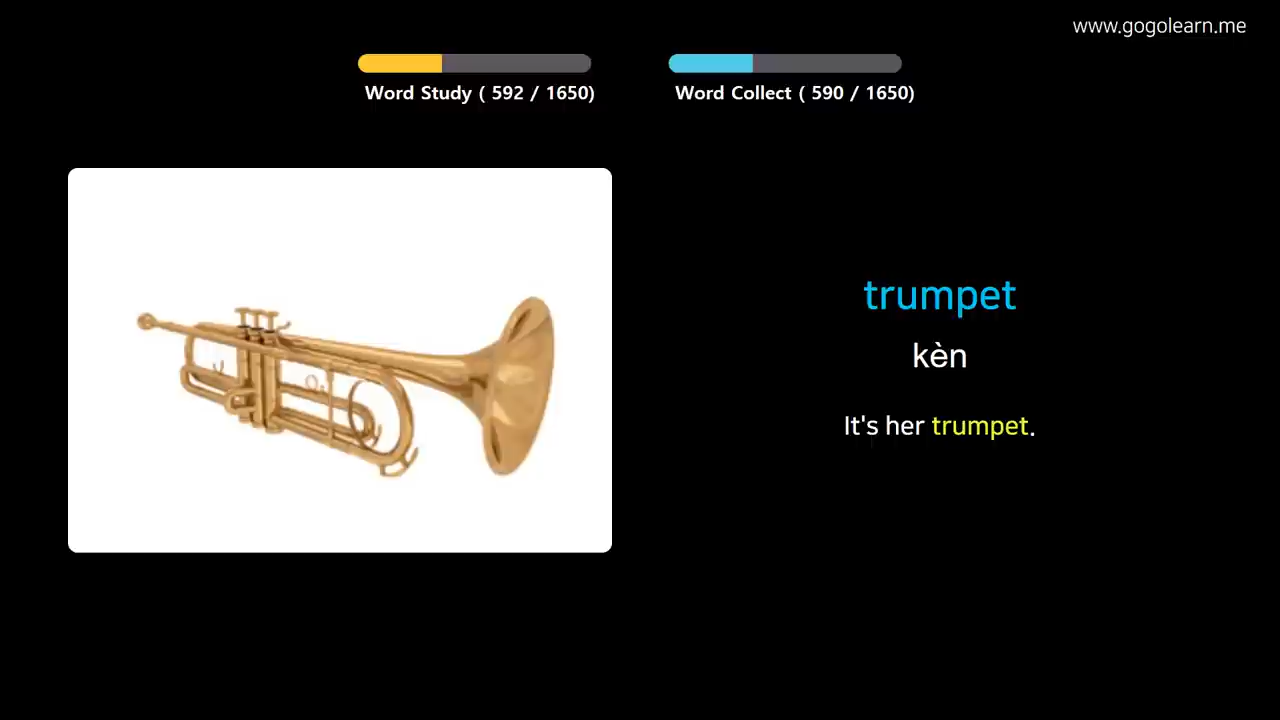 www.gogolearn.me
Word Study ( 592 / 1650)
Word Collect ( 590 / 1650)
trumpet
kèn
It's her trumpet.